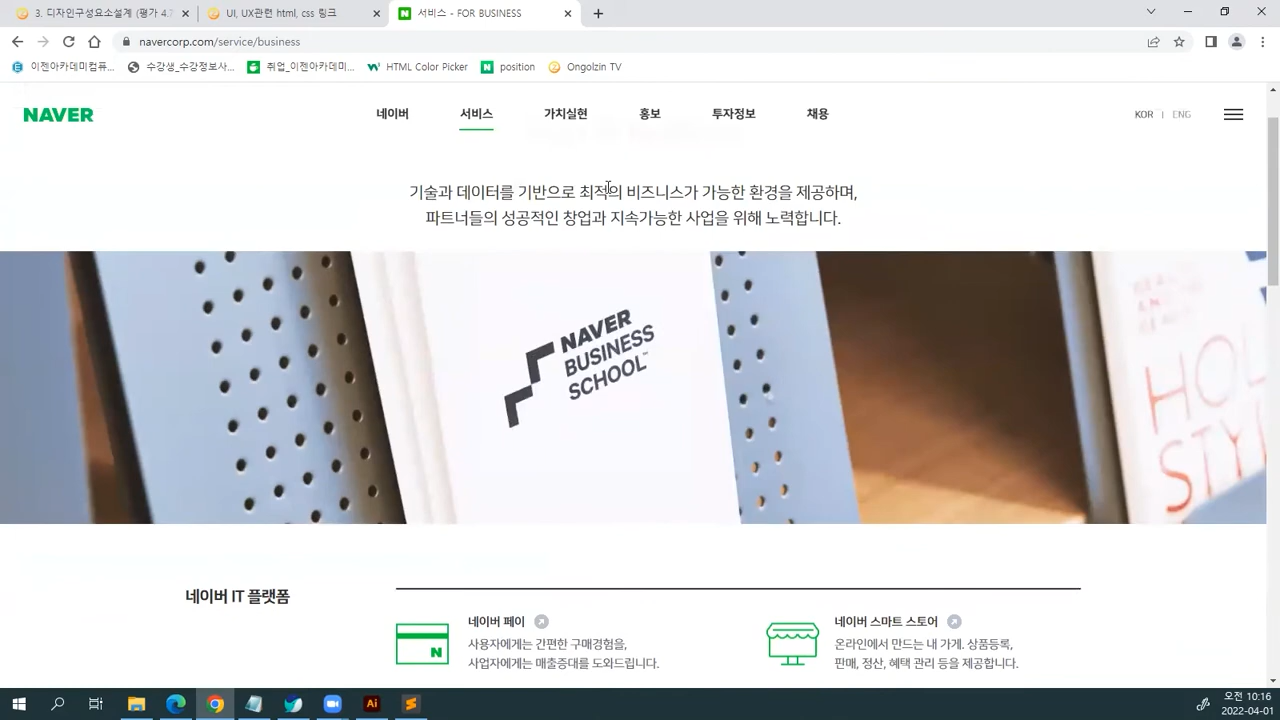 3. 디자인구성요소설계 (평가 4.
UI, UX관련 html, css 링크
서비스 - FOR BUSINESS
navercorp.com/service/business
이젠아카데미컴퓨...
수강생_수강정보사...
취업_이젠아카데미...
HTML Color Picker
position
Ongolzin TV
NAVER
네이버
서비스
가치실현
홍보
투자정보
채용
KOR | ENG
기술과 데이터를 기반으로 최적의 비즈니스가 가능한 환경을 제공하며,
파트너들의 성공적인 창업과 지속가능한 사업을 위해 노력합니다.
NAVER
BUSINESS
SCHOOL
네이버 IT 플랫폼
네이버 페이
사용자에게는 간편한 구매경험을,
사업자에게는 매출증대를 도와드립니다.
네이버 스마트 스토어
온라인에서 만드는 내 가게. 상품등록,
판매, 정산, 혜택 관리 등을 제공합니다.
N
Ai
오전 10:16
2022-04-01